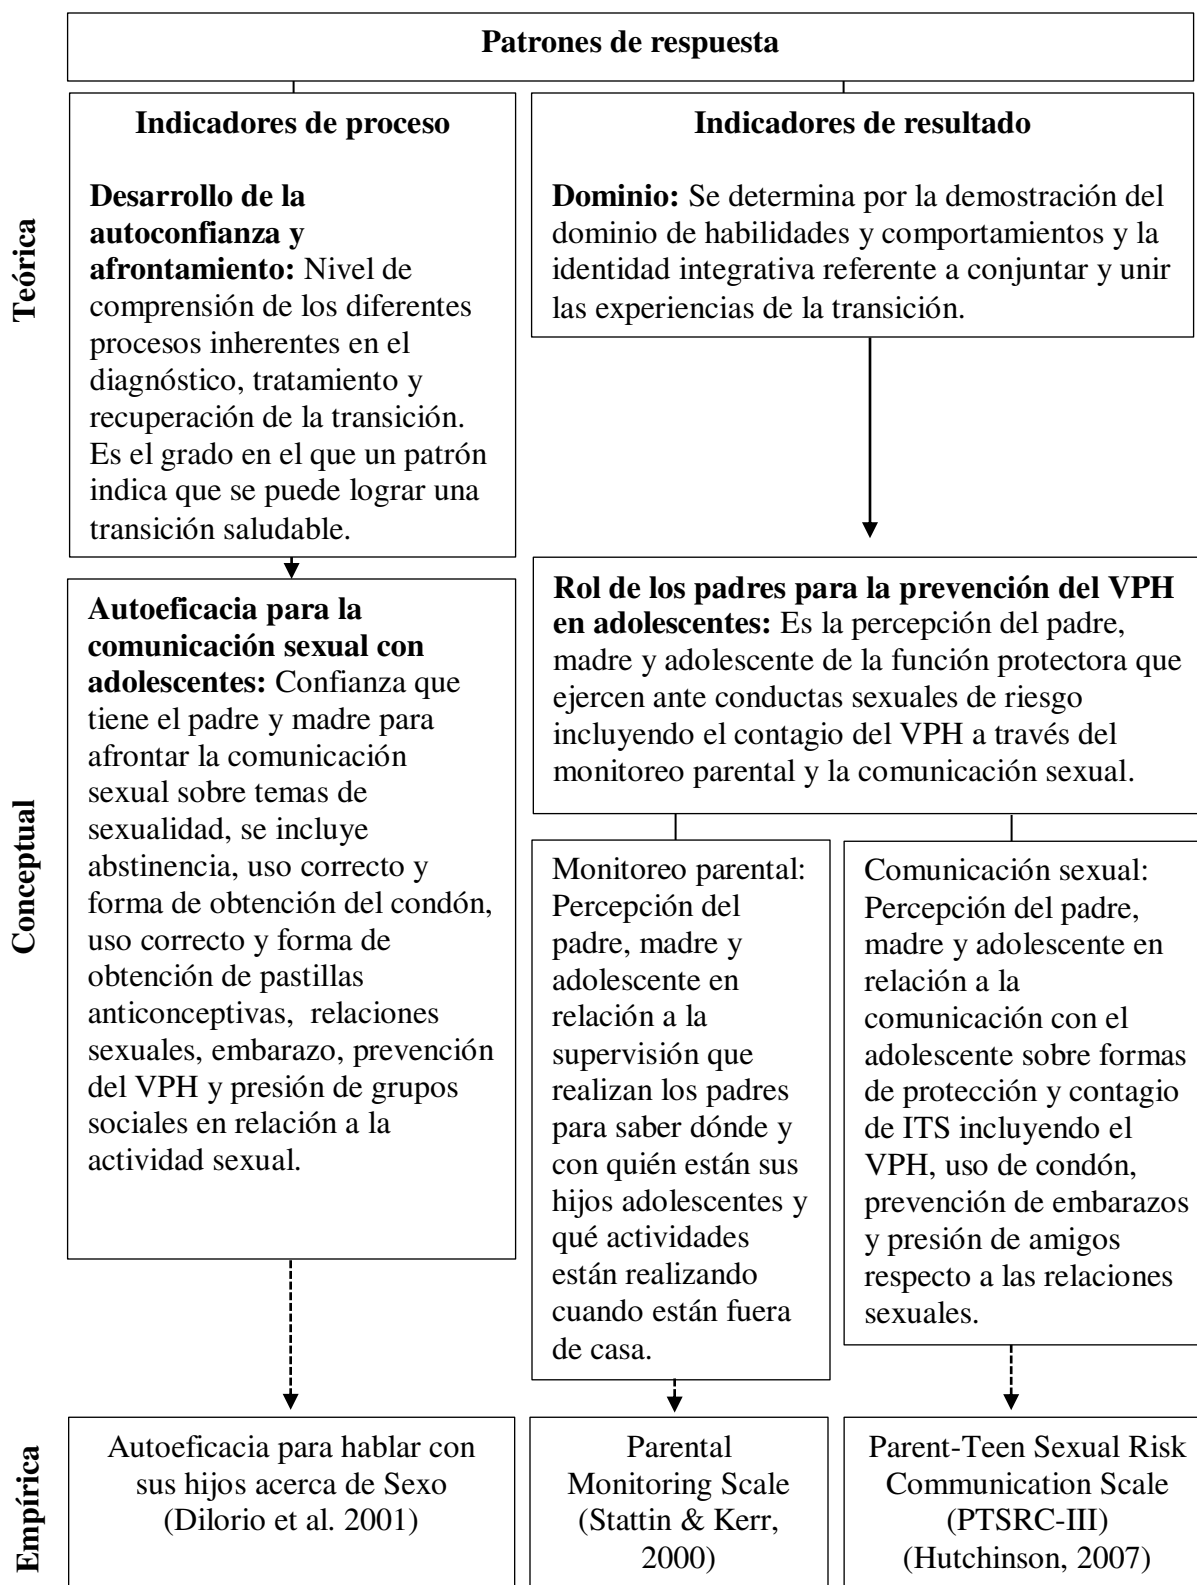 Patrones de respuesta
Teórica
Indicadores de proceso
Desarrollo de la
autoconfianza y
afrontamiento: Nivel de
comprensión de los diferentes
procesos inherentes en el
diagnóstico, tratamiento y
recuperación de la transición.
Es el grado en el que un patrón
indica que se puede lograr una
transición saludable.
Indicadores de resultado
Dominio: Se determina por la demostración del
dominio de habilidades y comportamientos y la
identidad integrativa referente a conjuntar y unir
las experiencias de la transición.
Conceptual
Autoeficacia para la
comunicación sexual con
adolescentes: Confianza que
tiene el padre y madre para
afrontar la comunicación
sexual sobre temas de
sexualidad, se incluye
abstinencia, uso correcto y
forma de obtención del condón,
uso correcto y forma de
obtención de pastillas
anticonceptivas, relaciones
sexuales, embarazo, prevención
del VPH y presión de grupos
sociales en relación a la
actividad sexual.
Rol de los padres para la prevención del VPH
en adolescentes: Es la percepción del padre,
madre y adolescente de la función protectora que
ejercen ante conductas sexuales de riesgo
incluyendo el contagio del VPH a través del
monitoreo parental y la comunicación sexual.
Monitoreo parental:
Percepción del
padre, madre y
adolescente en
relación a la
supervisión que
realizan los padres
para saber dónde y
con quién están sus
hijos adolescentes y
qué actividades
están realizando
cuando están fuera
de casa.
Comunicación sexual:
Percepción del padre,
madre y adolescente en
relación a la
comunicación con el
adolescente sobre formas
de protección y contagio
de ITS incluyendo el
VPH, uso de condón,
prevención de embarazos
y presión de amigos
respecto a las relaciones
sexuales.
Empírica
Autoeficacia para hablar con
sus hijos acerca de Sexo
(Dilorio et al. 2001)
Parental
Monitoring Scale
(Stattin & Kerr,
2000)
Parent-Teen Sexual Risk
Communication Scale
(PTSRC-III)
(Hutchinson, 2007)